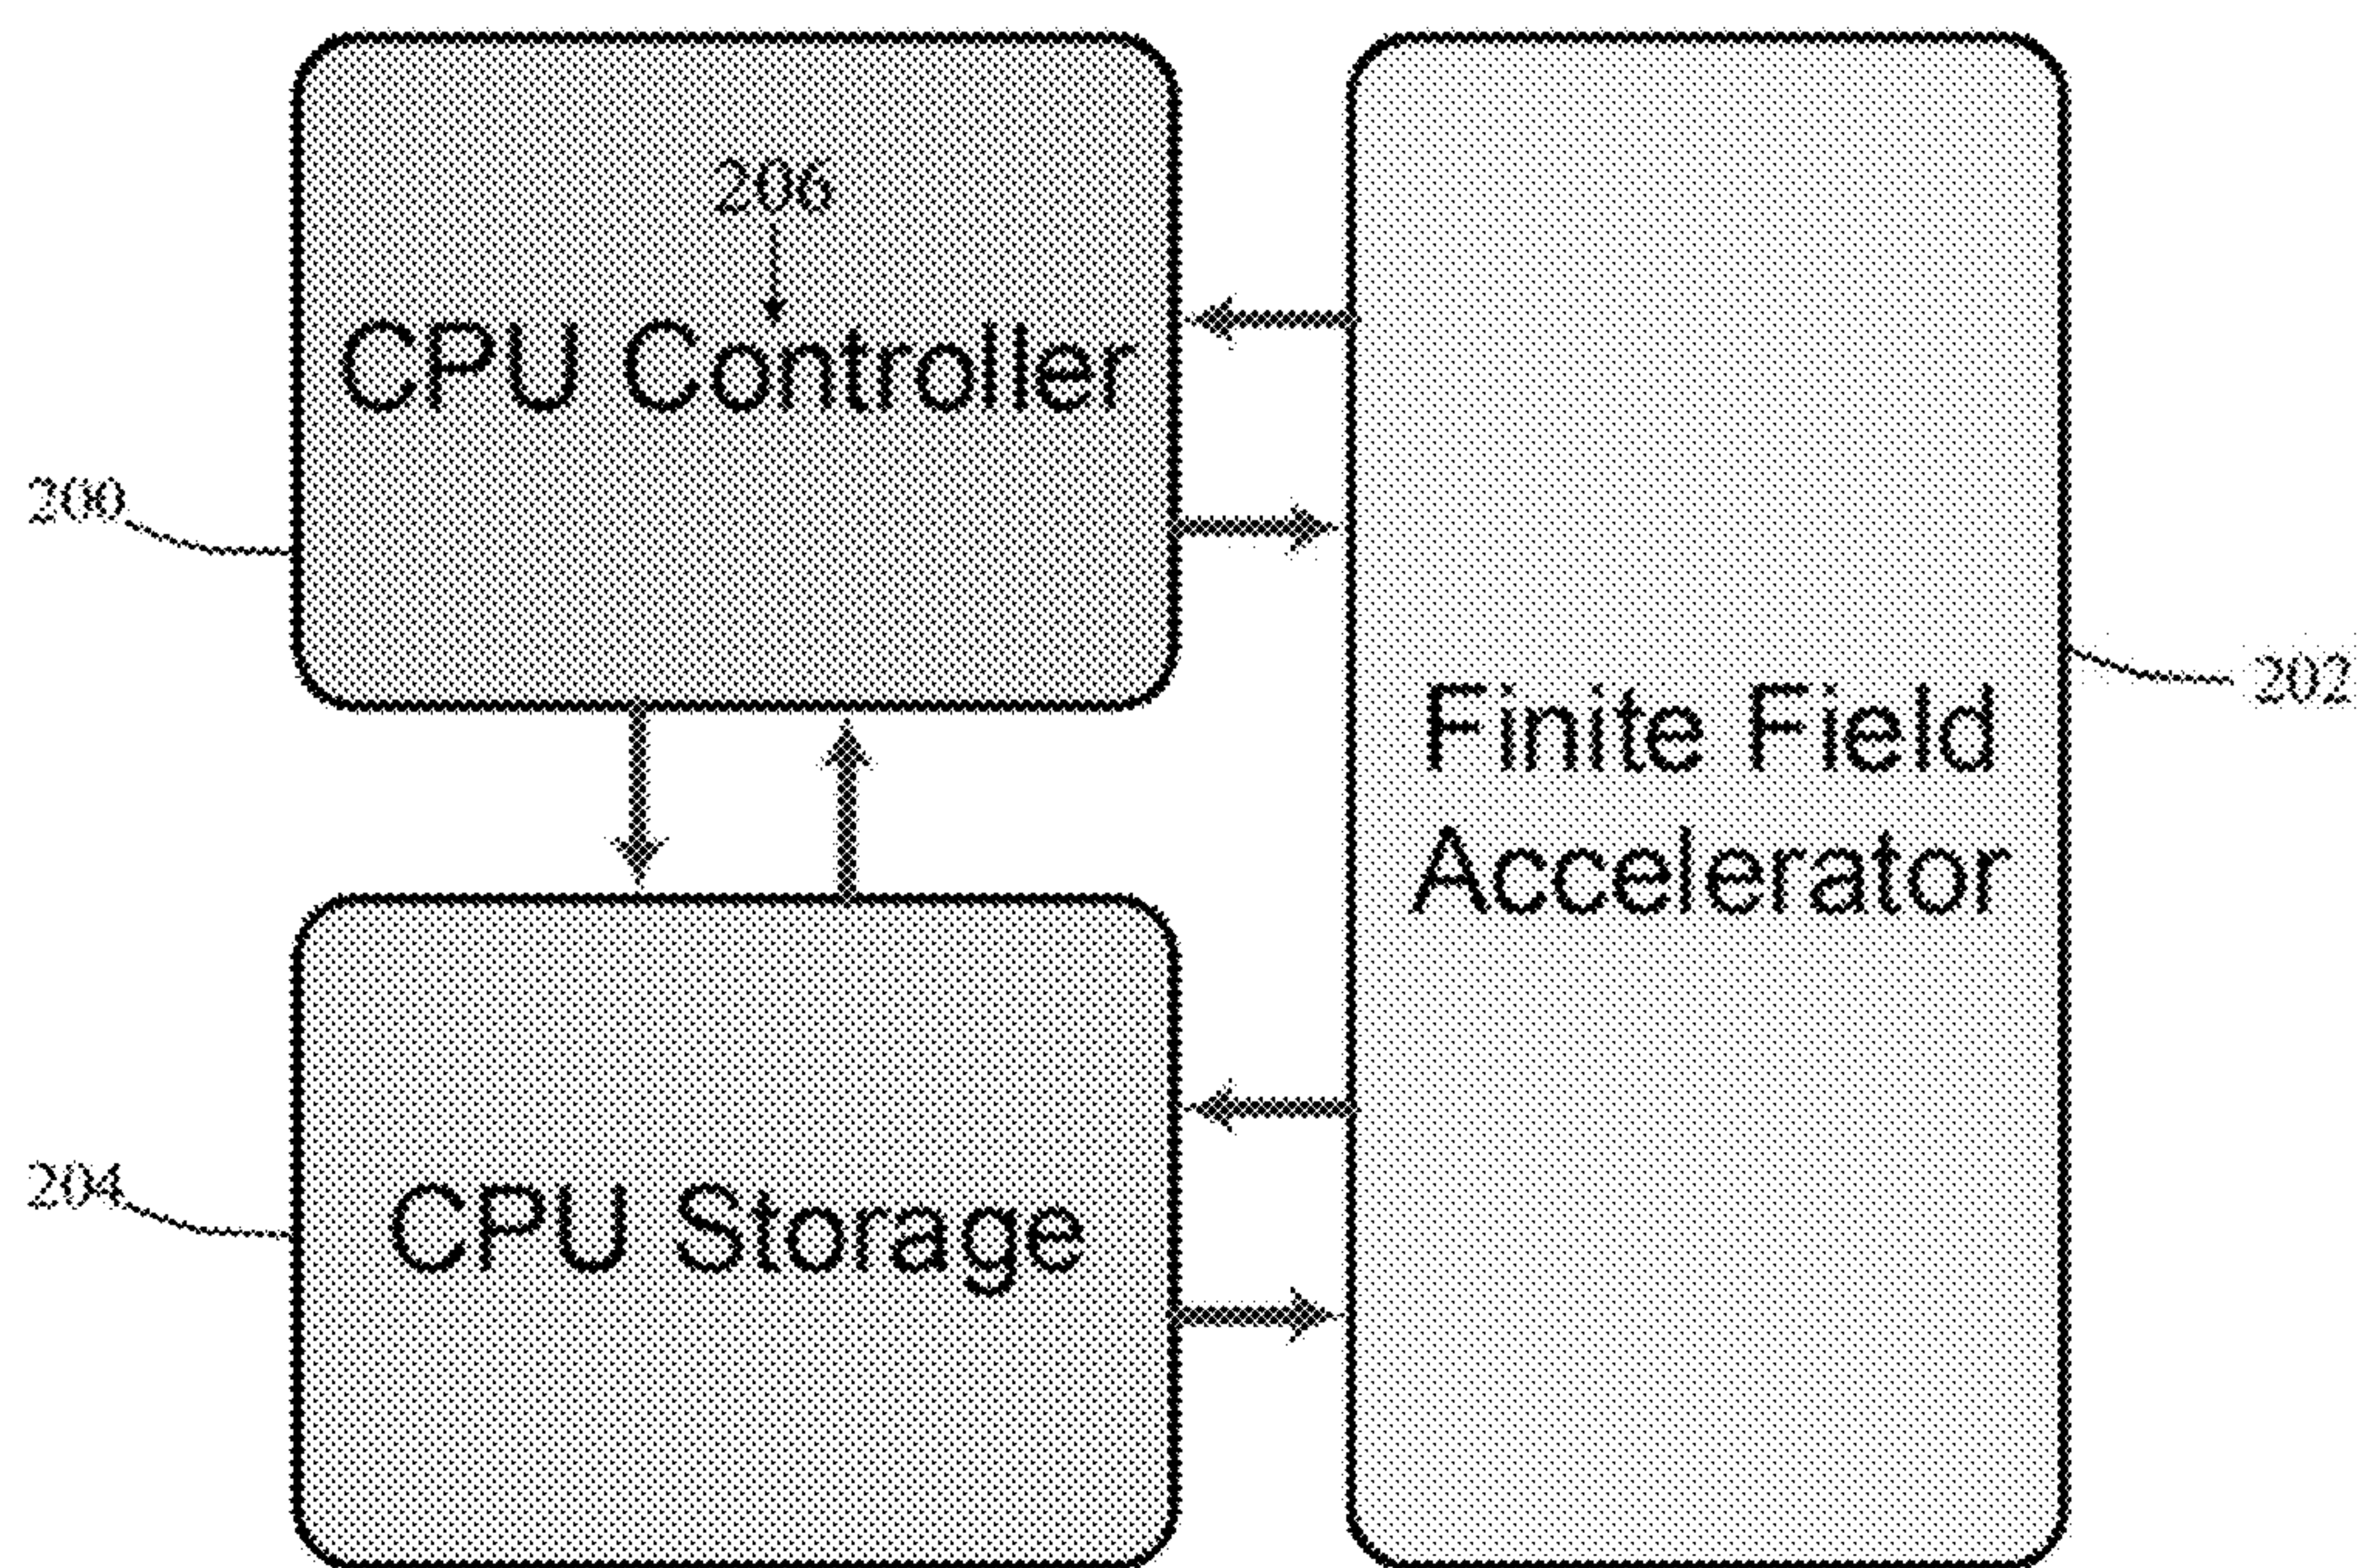 206
CPU Controller
200
Finite Field
Accelerator
202
204
CPU Storage